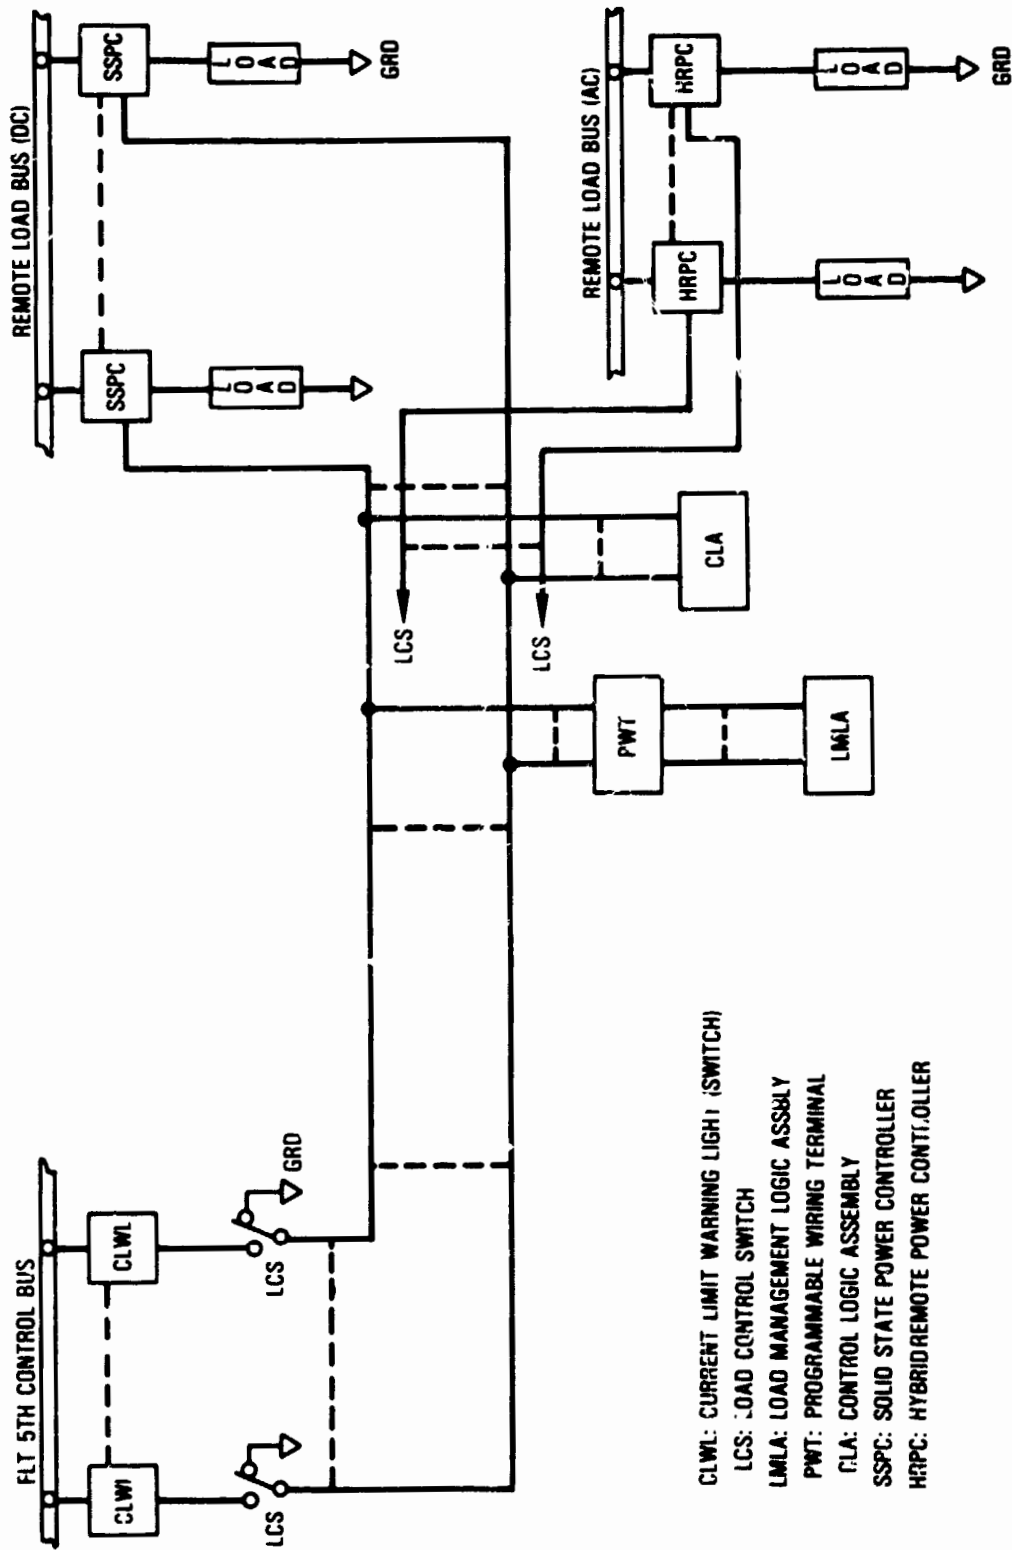 FLT 5TH CONTROL BUS
REMOTE LOAD BUS (DC)
CLWI
CLWL
SSPC
SSPC
LOAD
LOAD
GRD
LCS
LCS
GRD
LCS
LCS
REMOTE LOAD BUS (AC)
HRPC
HRPC
LOAD
LOAD
GRD
PWT
CLA
LMLA
CLWL: CURRENT LIMIT WARNING LIGHT (SWITCH)
LCS: LOAD CONTROL SWITCH
LMLA: LOAD MANAGEMENT LOGIC ASSBLY
PWT: PROGRAMMABLE WIRING TERMINAL
CLA: CONTROL LOGIC ASSEMBLY
SSPC: SOLID STATE POWER CONTROLLER
HRPC: HYBRID REMOTE POWER CONTROLLER